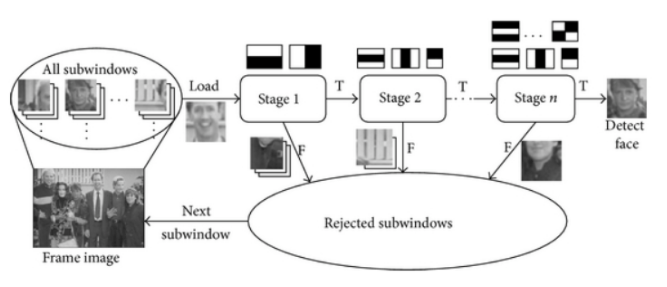 All subwindows
. . .
Load
Stage 1
T
Stage 2
T
. . .
Stage n
T
Detect
face
F
F
F
Rejected subwindows
Next
subwindow
Frame image